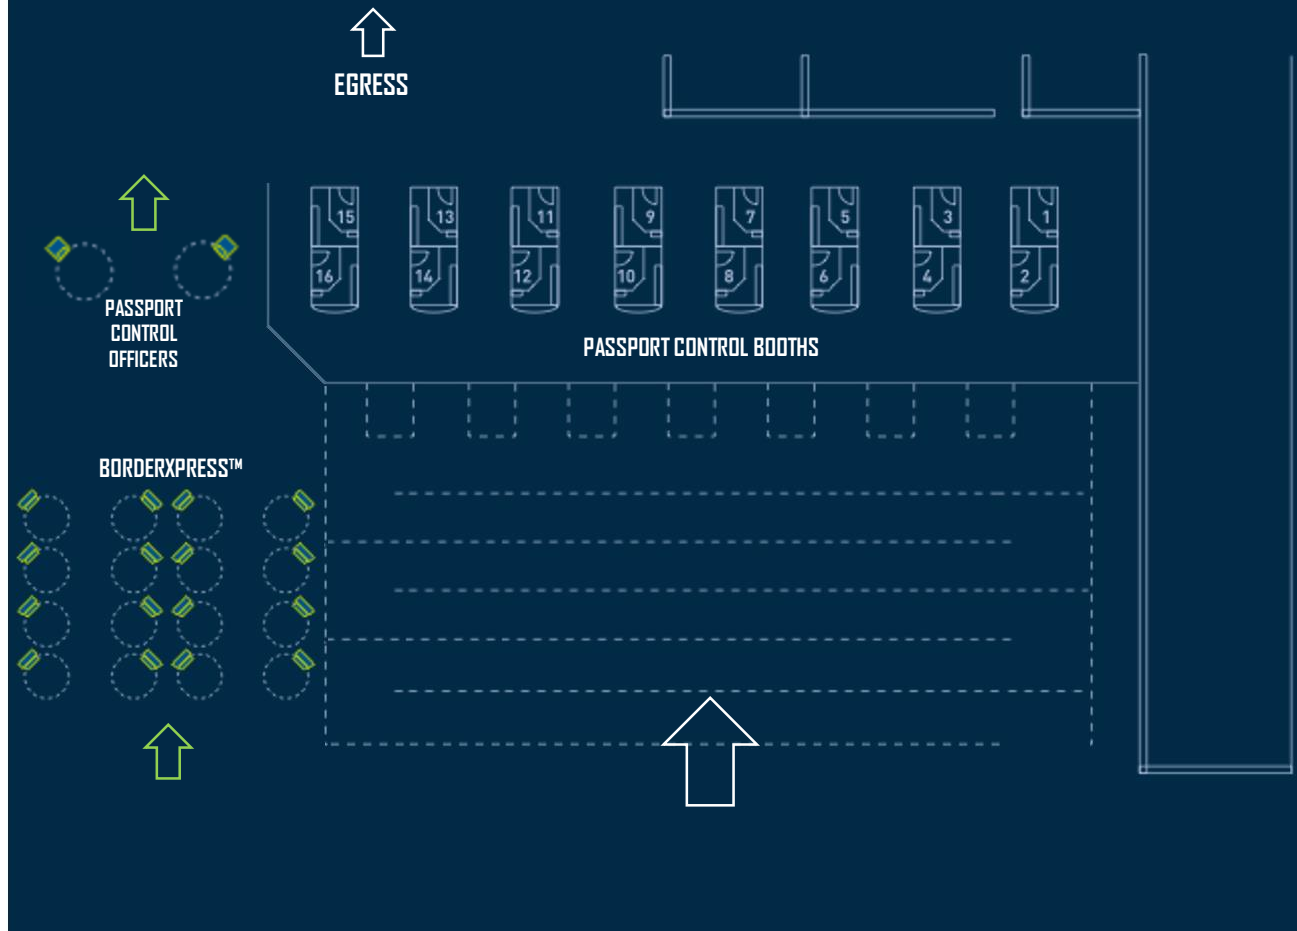 EGRESS
15 13 11 9 7 5 3 1
16 14 12 10 8 6 4 2
PASSPORT
CONTROL
OFFICERS
PASSPORT CONTROL BOOTHS
BORDERXPRESS™